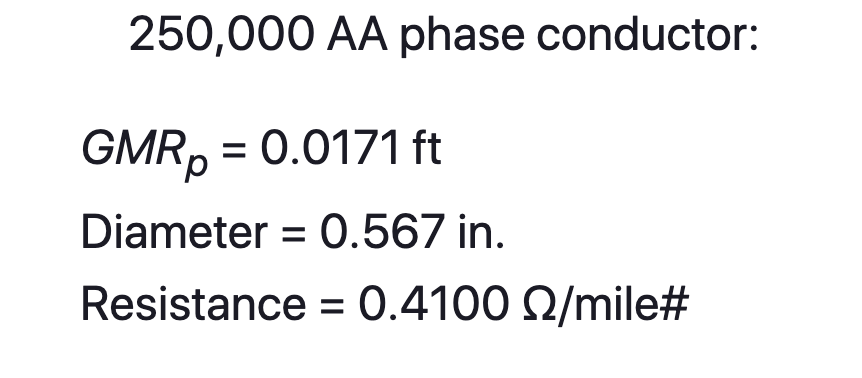 250,000 AA phase conductor:
GMRₚ = 0.0171 ft
Diameter = 0.567 in.
Resistance = 0.4100 Ω/mile#